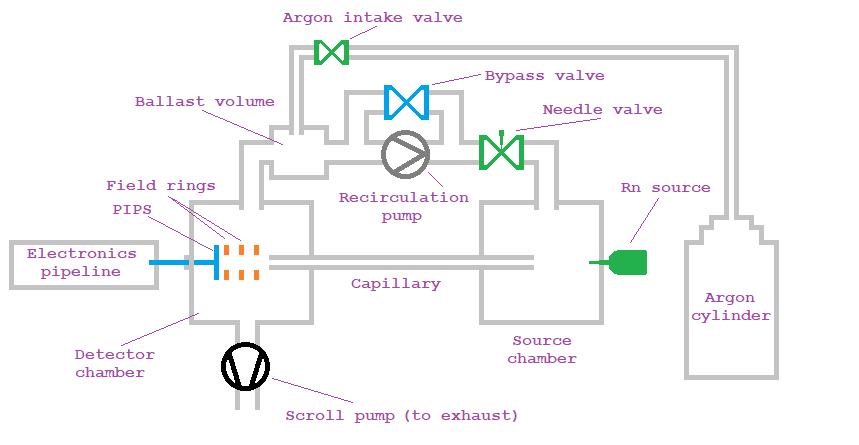 Argon intake valve
Bypass valve
Ballast volume
Needle valve
Field rings
PIPS
Recirculation
pump
Rn source
Electronics
pipeline
Capillary
Argon
cylinder
Source
chamber
Detector
chamber
Scroll pump (to exhaust)